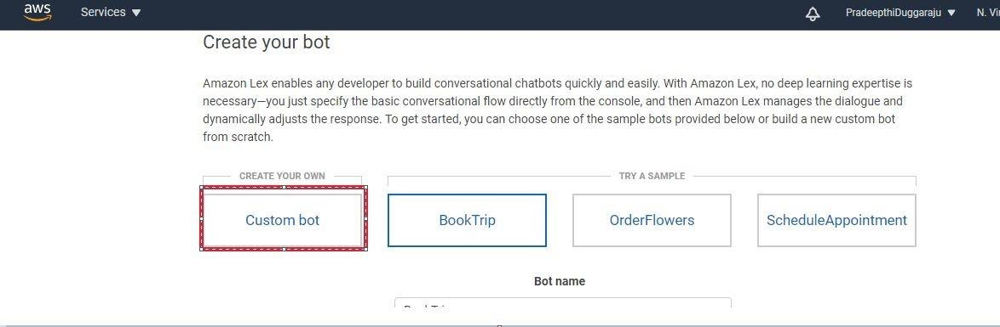 aws Services PradeepthiDuggaraju
Create your bot
Amazon Lex enables any developer to build conversational chatbots quickly and easily. With Amazon Lex, no deep learning expertise is
necessary—you just specify the basic conversational flow directly from the console, and then Amazon Lex manages the dialogue and
dynamically adjusts the response. To get started, you can choose one of the sample bots provided below or build a new custom bot
from scratch.
CREATE YOUR OWN TRY A SAMPLE
Custom bot BookTrip OrderFlowers ScheduleAppointment
Bot name